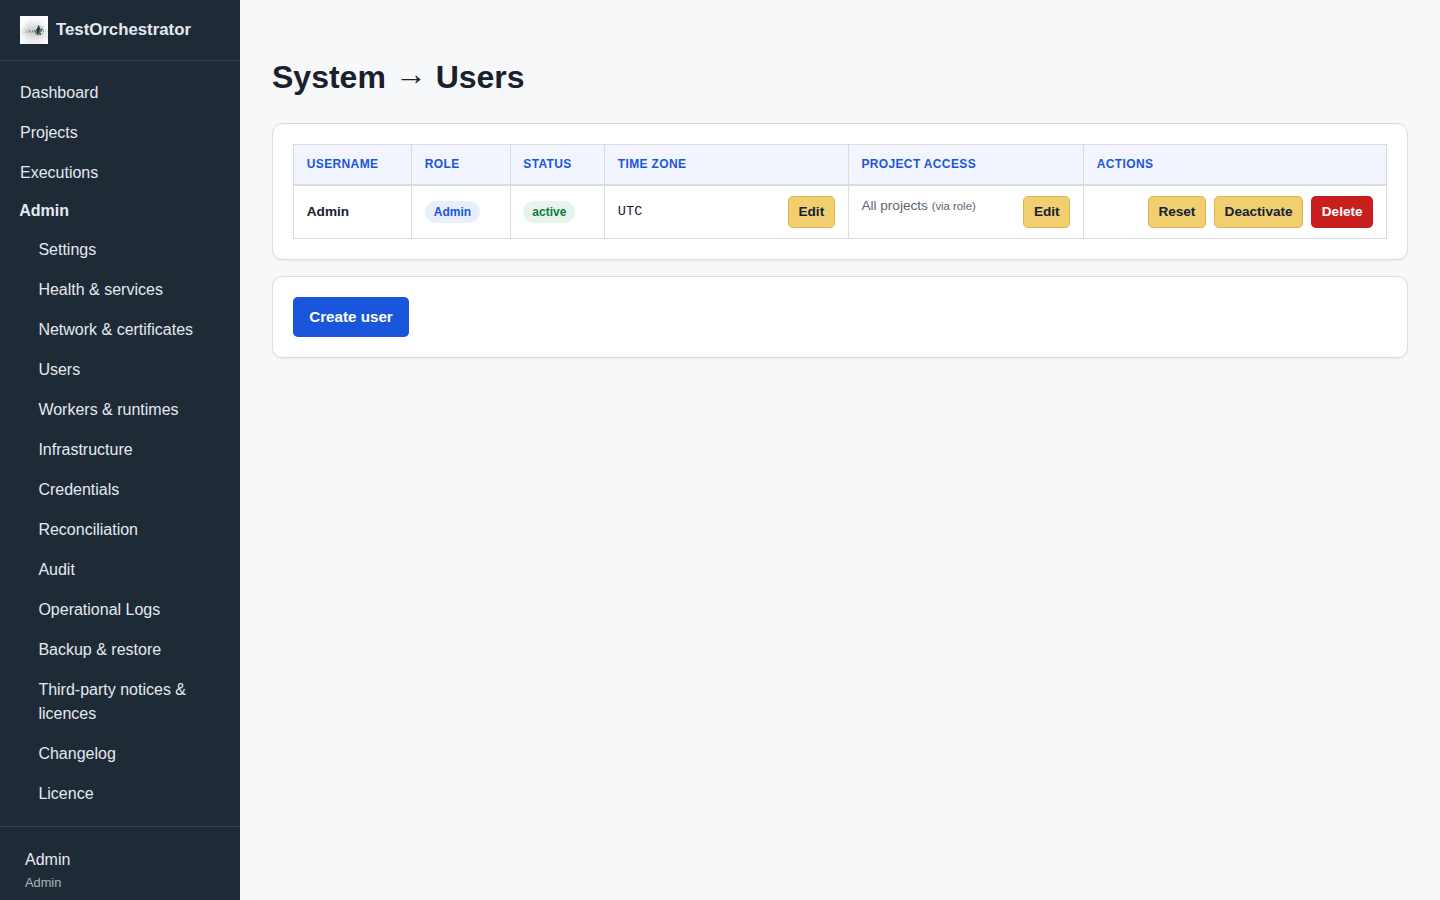 TestOrchestrator
Dashboard
Projects
Executions
Admin
Settings
Health & services
Network & certificates
Users
Workers & runtimes
Infrastructure
Credentials
Reconciliation
Audit
Operational Logs
Backup & restore
Third-party notices &
licences
Changelog
Licence
Admin
Admin
System → Users
USERNAME ROLE STATUS TIME ZONE PROJECT ACCESS ACTIONS
Admin Admin active UTC Edit All projects (via role) Edit Reset Deactivate Delete
Create user